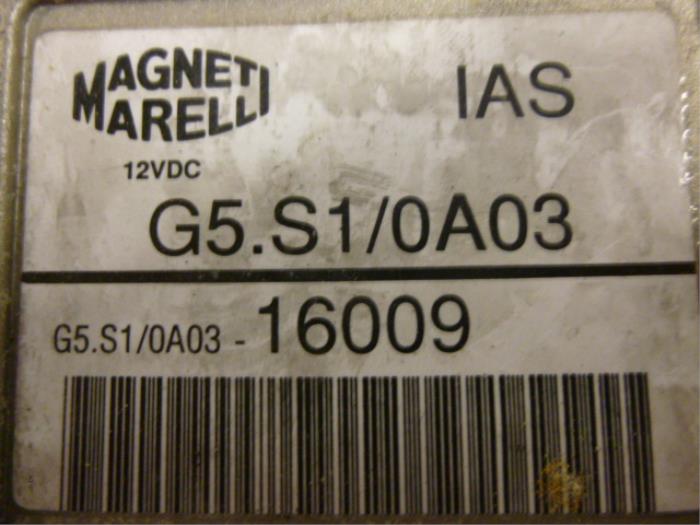 MAGNETI
MARELLI
IAS
12VDC
G5.S1/0A03
G5.S1/0A03 - 16009